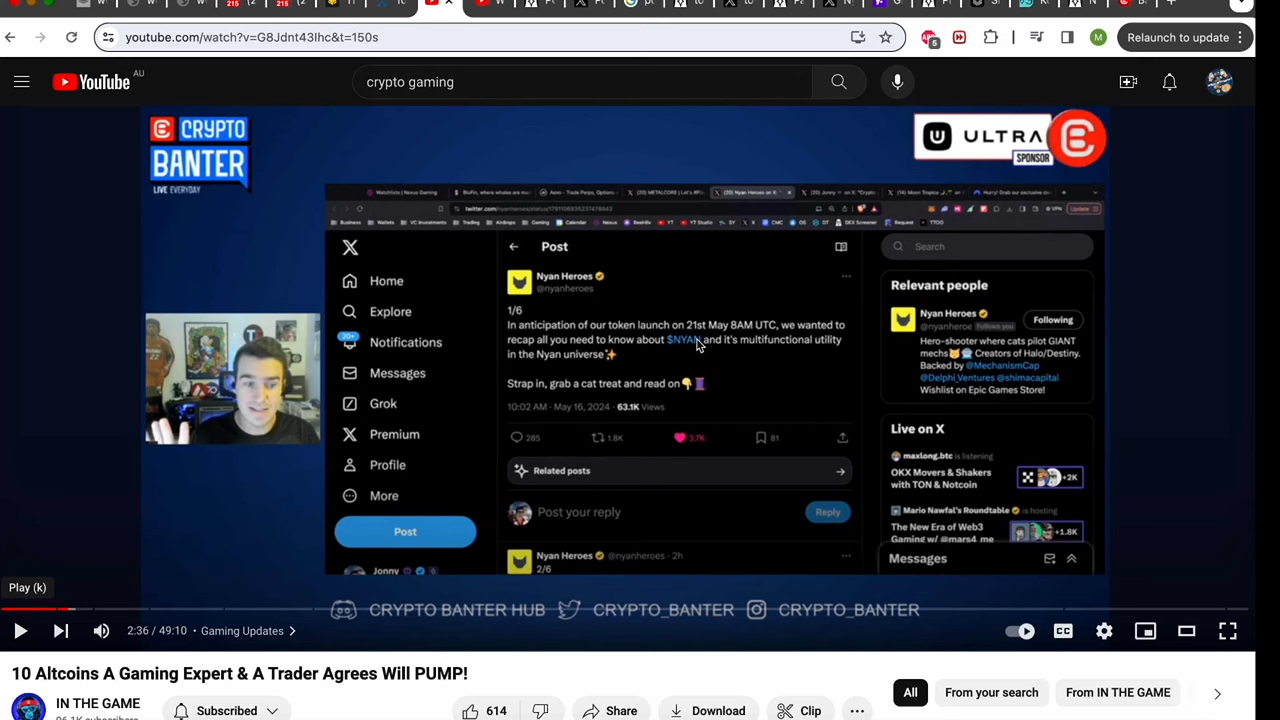 youtube.com/watch?v=G8Jdnt43Ihc&t=150s
5
M
Relaunch to update
YouTube AU
crypto gaming
CRYPTO
BANTER
LIVE EVERYDAY
ULTRA
SPONSOR
Business
Post
Search
Home
Explore
20+
Notifications
Messages
Grok
Premium
Profile
More
Post
Jonny
Nyan Heroes
@nyanheroes
1/6
In anticipation of our token launch on 21st May 8AM UTC, we wanted to
recap all you need to know about $NYAN and it's multifunctional utility
in the Nyan universe✨
Strap in, grab a cat treat and read on👇🧵
10:02 AM · May 16, 2024 · 63.1K Views
285
1.8K
3.7K
81
Related posts
Post your reply
Reply
Nyan Heroes @nyanheroes · 2h
2/6
Relevant people
Nyan Heroes
@nyanheroe Follows you
Following
Hero-shooter where cats pilot GIANT
mechs Creators of Halo/Destiny.
Backed by @MechanismCap
@Delphi_Ventures @shimacapital
Wishlist on Epic Games Store!
Live on X
maxlong.btc is listening
OKX Movers & Shakers
with TON & Notcoin
+2K
Mario Nawfal's Roundtable is hosting
The New Era of Web3
Gaming w/ @mars4_me
+1.8K
Messages
Play (k)
CRYPTO BANTER HUB
CRYPTO_BANTER
CRYPTO_BANTER
2:36 / 49:10 • Gaming Updates
CC
10 Altcoins A Gaming Expert & A Trader Agrees Will PUMP!
IN THE GAME
Subscribed
614
Share
Download
Clip
All
From your search
From IN THE GAME